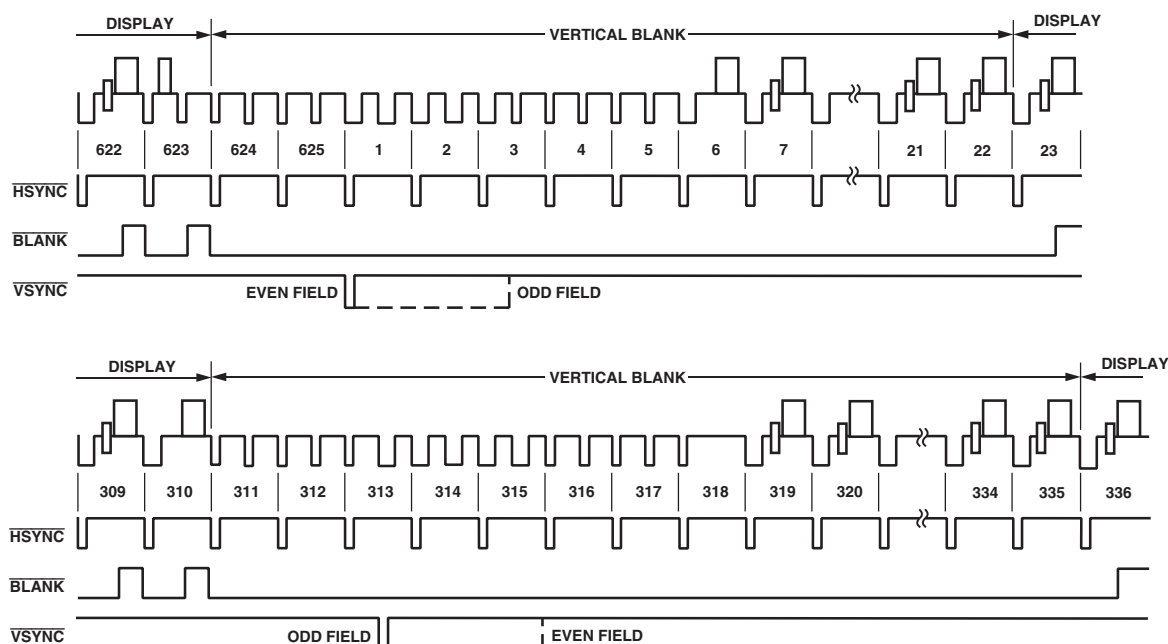 DISPLAY VERTICAL BLANK DISPLAY
622 623 624 625 1 2 3 4 5 6 7 21 22 23
HSYNC
BLANK
VSYNC EVEN FIELD ODD FIELD
DISPLAY VERTICAL BLANK DISPLAY
309 310 311 312 313 314 315 316 317 318 319 320 334 335 336
HSYNC
BLANK
VSYNC ODD FIELD EVEN FIELD